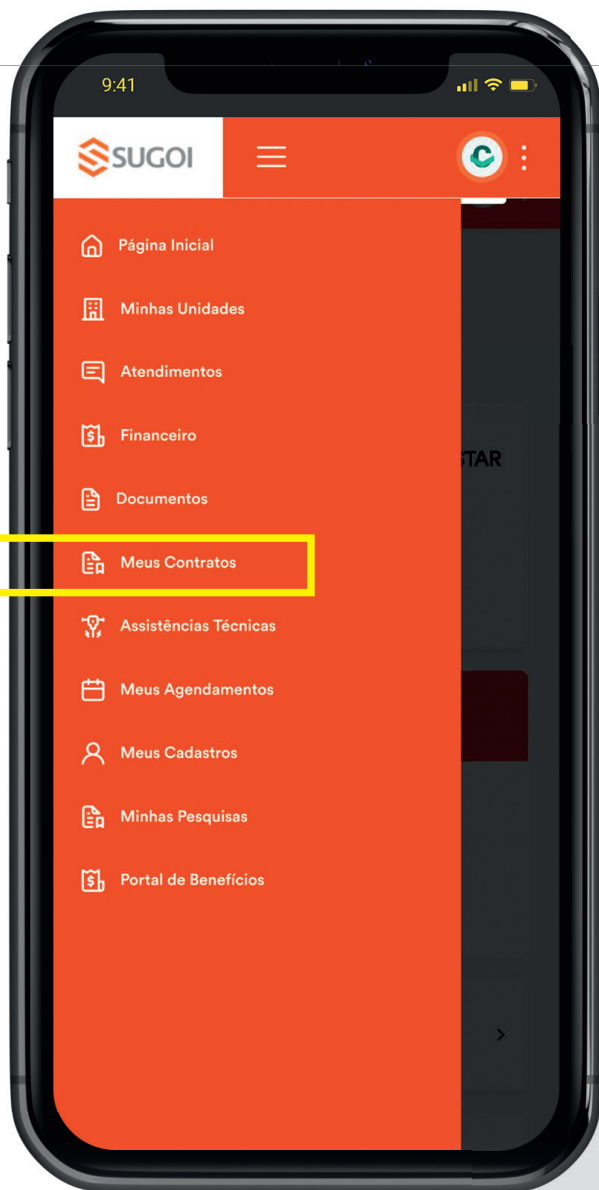 9:41
SUGOI
Página Inicial
Minhas Unidades
Atendimentos
Financeiro
STAR
Documentos
Meus Contratos
Assistências Técnicas
Meus Agendamentos
Meus Cadastros
Minhas Pesquisas
Portal de Benefícios